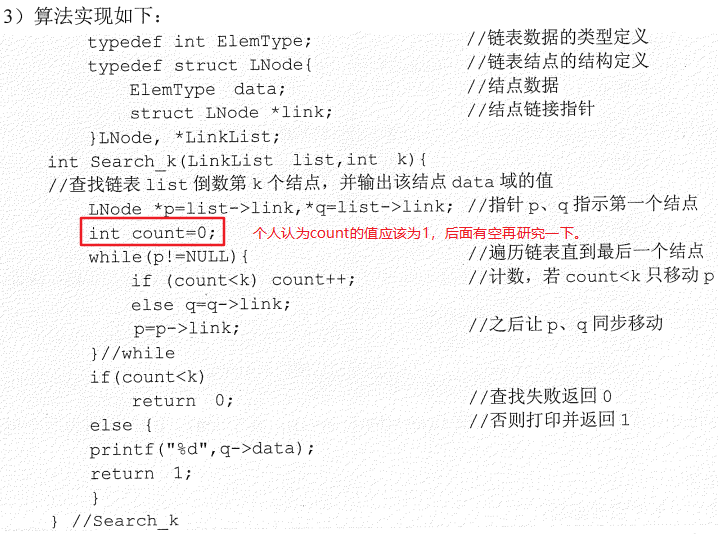 3）算法实现如下：
typedef int ElemType; //链表数据的类型定义
typedef struct LNode{ //链表结点的结构定义
ElemType data; //结点数据
struct LNode *link; //结点链接指针
}LNode, *LinkList;
int Search_k(LinkList list,int k){
//查找链表 list 倒数第 k 个结点，并输出该结点 data 域的值
LNode *p=list->link,*q=list->link; //指针 p、q 指示第一个结点
int count=0; 个人认为count的值应该为1，后面有空再研究一下。
while(p!=NULL){ //遍历链表直到最后一个结点
if (count<k) count++; //计数，若 count<k 只移动 p
else q=q->link;
p=p->link; //之后让 p、q 同步移动
}//while
if(count<k)
return 0; //查找失败返回 0
else { //否则打印并返回 1
printf("%d",q->data);
return 1;
}
} //Search_k